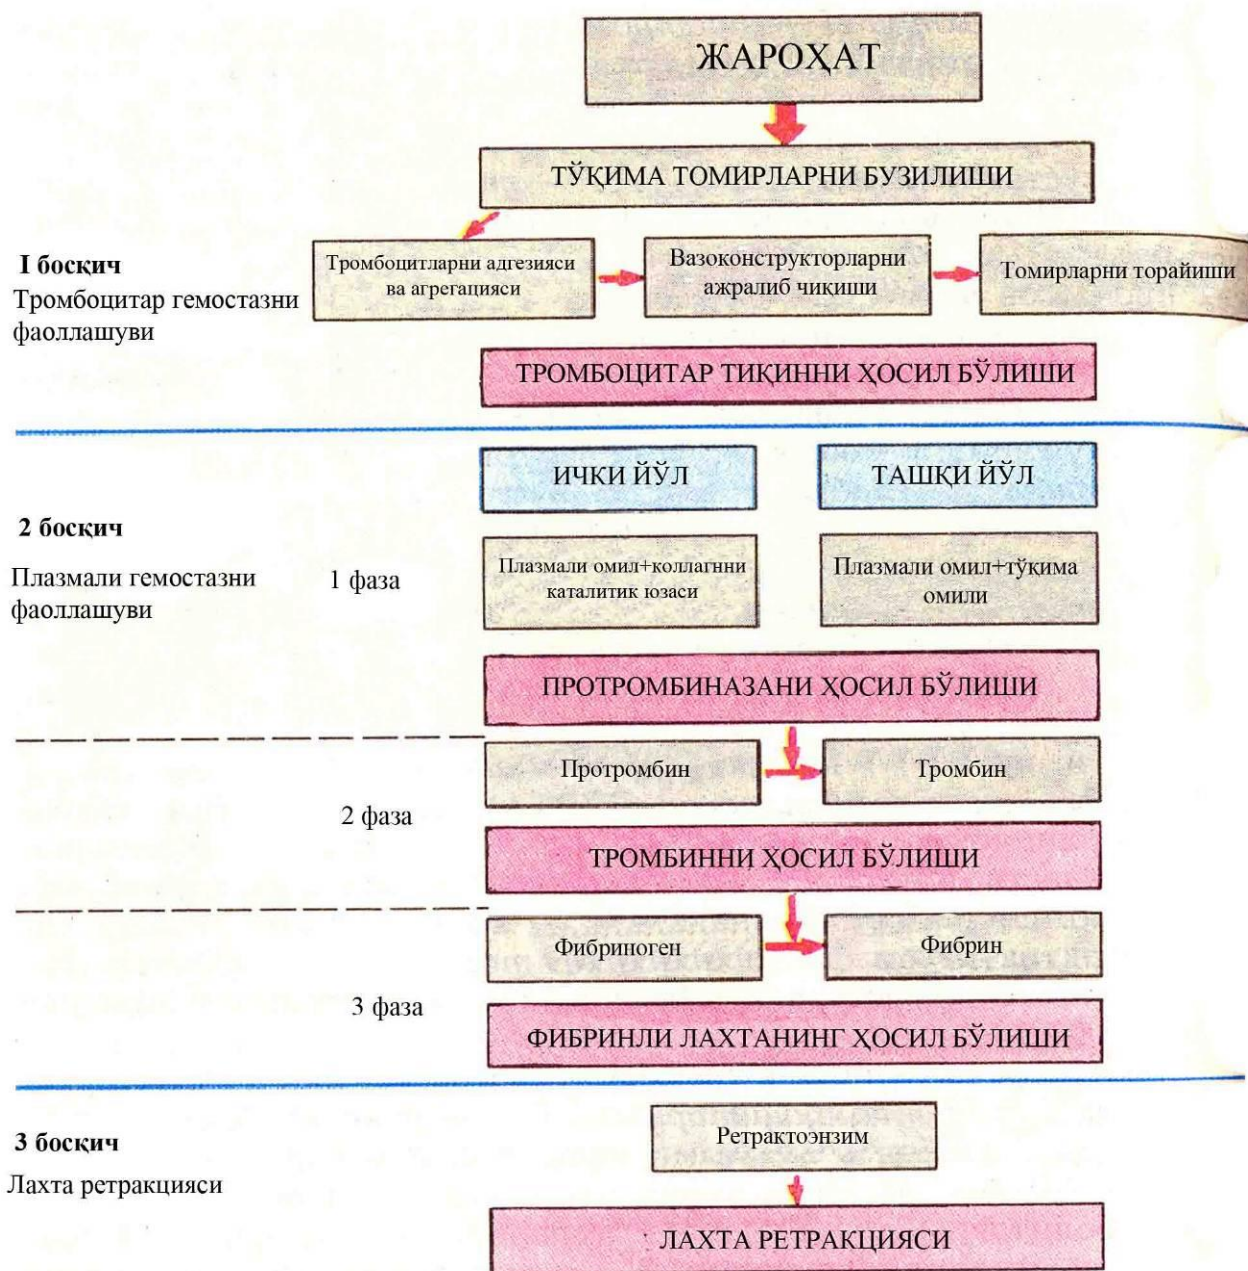 ЖАРОҲАТ
ТЎҚИМА ТОМИРЛАРНИ БУЗИЛИШИ
I босқич
Тромбоцитар гемостазни
фаоллашуви
Тромбоцитларни адгезияси
ва агрегацияси
Вазоконструкторларни
ажралиб чиқиши
Томирларни торайиши
ТРОМБОЦИТАР ТИҚИННИ ҲОСИЛ БЎЛИШИ
ИЧКИ ЙЎЛ
ТАШҚИ ЙЎЛ
2 босқич
Плазмали гемостазни
фаоллашуви
1 фаза
Плазмали омил+коллагнни
каталитик юзаси
Плазмали омил+тўқима
омили
ПРОТРОМБИНАЗАНИ ҲОСИЛ БЎЛИШИ
Протромбин
Тромбин
2 фаза
ТРОМБИННИ ҲОСИЛ БЎЛИШИ
Фибриноген
Фибрин
3 фаза
ФИБРИНЛИ ЛАХТАНИНГ ҲОСИЛ БЎЛИШИ
3 босқич
Лахта ретракцияси
Ретрактоэнзим
ЛАХТА РЕТРАКЦИЯСИ